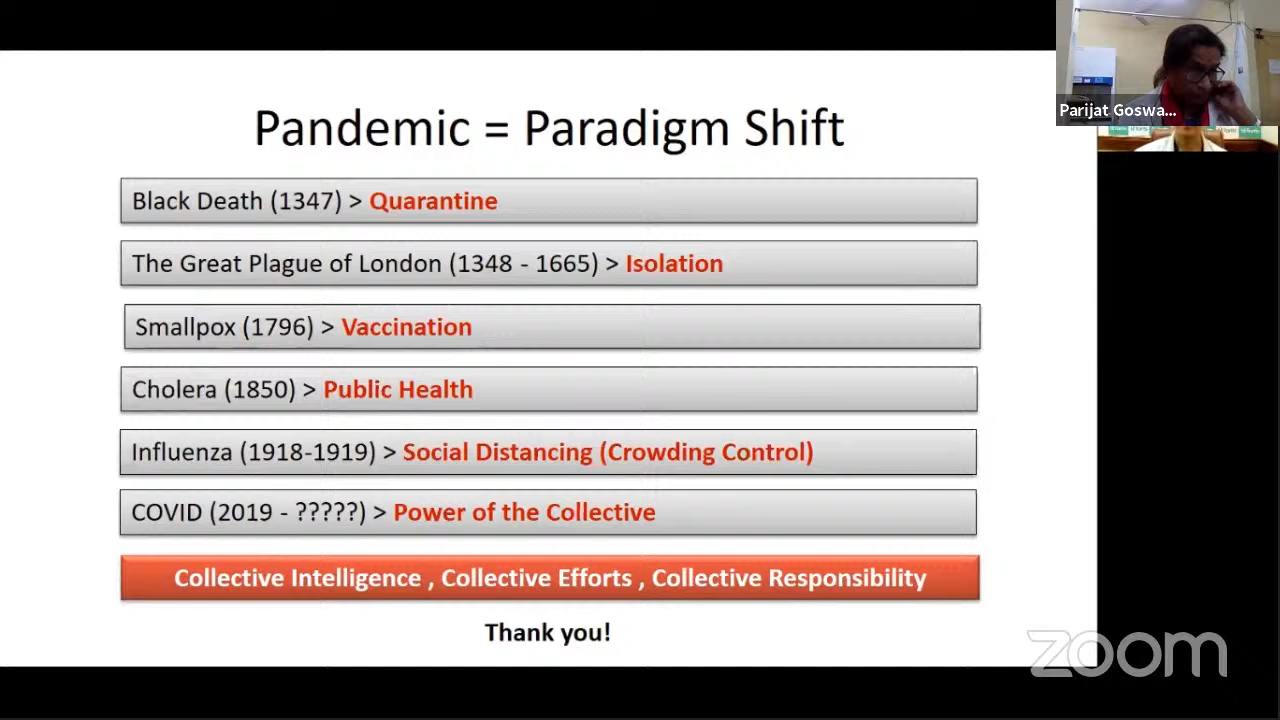 Pandemic = Paradigm Shift
Black Death (1347) > Quarantine
The Great Plague of London (1348 - 1665) > Isolation
Smallpox (1796) > Vaccination
Cholera (1850) > Public Health
Influenza (1918-1919) > Social Distancing (Crowding Control)
COVID (2019 - ?????) > Power of the Collective
Collective Intelligence , Collective Efforts , Collective Responsibility
Thank you!
Parijat Goswa...
zoom